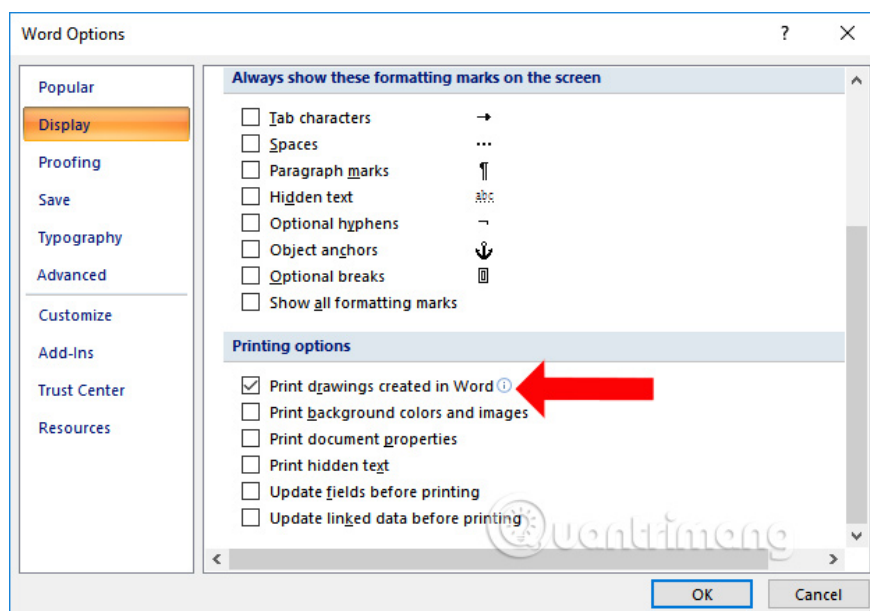 Word Options
Popular
Display
Proofing
Save
Typography
Advanced
Customize
Add-Ins
Trust Center
Resources
Always show these formatting marks on the screen
Tab characters →
Spaces ...
Paragraph marks ¶
Hidden text abc
Optional hyphens ¬
Object anchors
Optional breaks
Show all formatting marks
Printing options
Print drawings created in Word
Print background colors and images
Print document properties
Print hidden text
Update fields before printing
Update linked data before printing
Quantrimang
OK Cancel